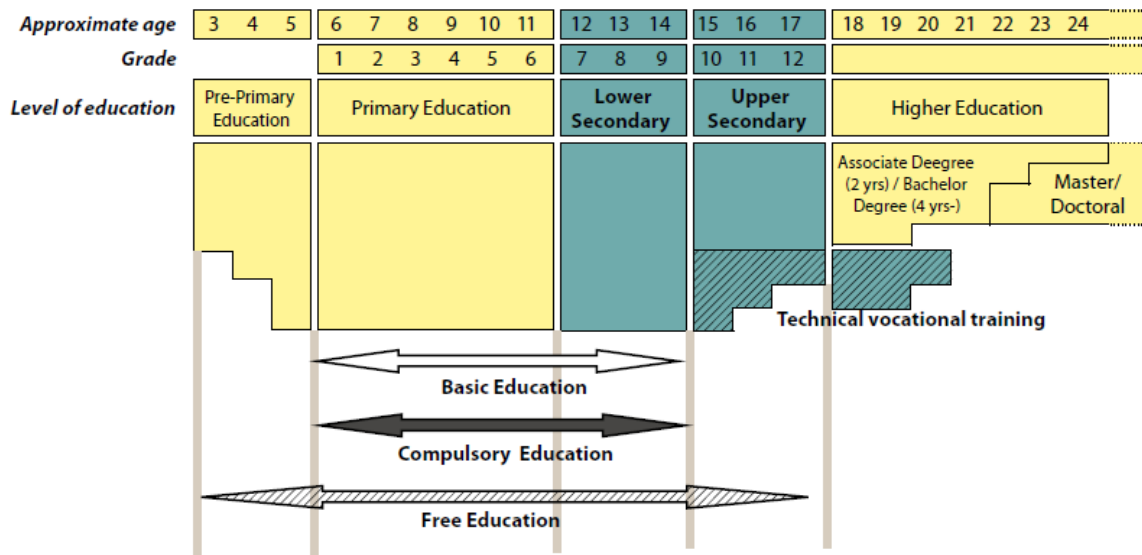 Approximate age 3 4 5 6 7 8 9 10 11 12 13 14 15 16 17 18 19 20 21 22 23 24
Grade 1 2 3 4 5 6 7 8 9 10 11 12
Level of education
Pre-Primary
Education
Primary Education
Lower
Secondary
Upper
Secondary
Higher Education
Associate Deegree
(2 yrs) / Bachelor
Degree (4 yrs-)
Master/
Doctoral
Technical vocational training
Basic Education
Compulsory Education
Free Education